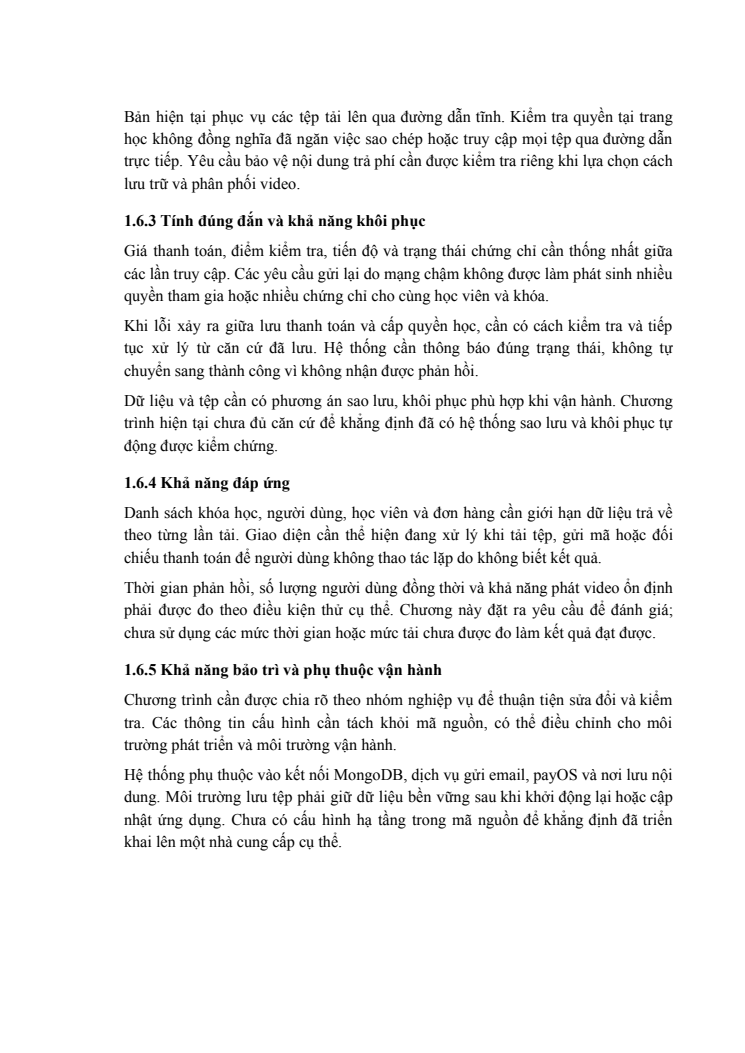 Bản hiện tại phục vụ các tệp tải lên qua đường dẫn tĩnh. Kiểm tra quyền tại trang
học không đồng nghĩa đã ngăn việc sao chép hoặc truy cập mọi tệp qua đường dẫn
trực tiếp. Yêu cầu bảo vệ nội dung trả phí cần được kiểm tra riêng khi lựa chọn cách
lưu trữ và phân phối video.
1.6.3 Tính đúng đắn và khả năng khôi phục
Giá thanh toán, điểm kiểm tra, tiến độ và trạng thái chứng chỉ cần thống nhất giữa
các lần truy cập. Các yêu cầu gửi lại do mạng chậm không được làm phát sinh nhiều
quyền tham gia hoặc nhiều chứng chỉ cho cùng học viên và khóa.
Khi lỗi xảy ra giữa lưu thanh toán và cấp quyền học, cần có cách kiểm tra và tiếp
tục xử lý từ căn cứ đã lưu. Hệ thống cần thông báo đúng trạng thái, không tự
chuyển sang thành công vì không nhận được phản hồi.
Dữ liệu và tệp cần có phương án sao lưu, khôi phục phù hợp khi vận hành. Chương
trình hiện tại chưa đủ căn cứ để khẳng định đã có hệ thống sao lưu và khôi phục tự
động được kiểm chứng.
1.6.4 Khả năng đáp ứng
Danh sách khóa học, người dùng, học viên và đơn hàng cần giới hạn dữ liệu trả về
theo từng lần tải. Giao diện cần thể hiện đang xử lý khi tải tệp, gửi mã hoặc đối
chiếu thanh toán để người dùng không thao tác lặp do không biết kết quả.
Thời gian phản hồi, số lượng người dùng đồng thời và khả năng phát video ổn định
phải được đo theo điều kiện thử cụ thể. Chương này đặt ra yêu cầu để đánh giá;
chưa sử dụng các mức thời gian hoặc mức tải chưa được đo làm kết quả đạt được.
1.6.5 Khả năng bảo trì và phụ thuộc vận hành
Chương trình cần được chia rõ theo nhóm nghiệp vụ để thuận tiện sửa đổi và kiểm
tra. Các thông tin cấu hình cần tách khỏi mã nguồn, có thể điều chỉnh cho môi
trường phát triển và môi trường vận hành.
Hệ thống phụ thuộc vào kết nối MongoDB, dịch vụ gửi email, payOS và nơi lưu nội
dung. Môi trường lưu tệp phải giữ dữ liệu bền vững sau khi khởi động lại hoặc cập
nhật ứng dụng. Chưa có cấu hình hạ tầng trong mã nguồn để khẳng định đã triển
khai lên một nhà cung cấp cụ thể.